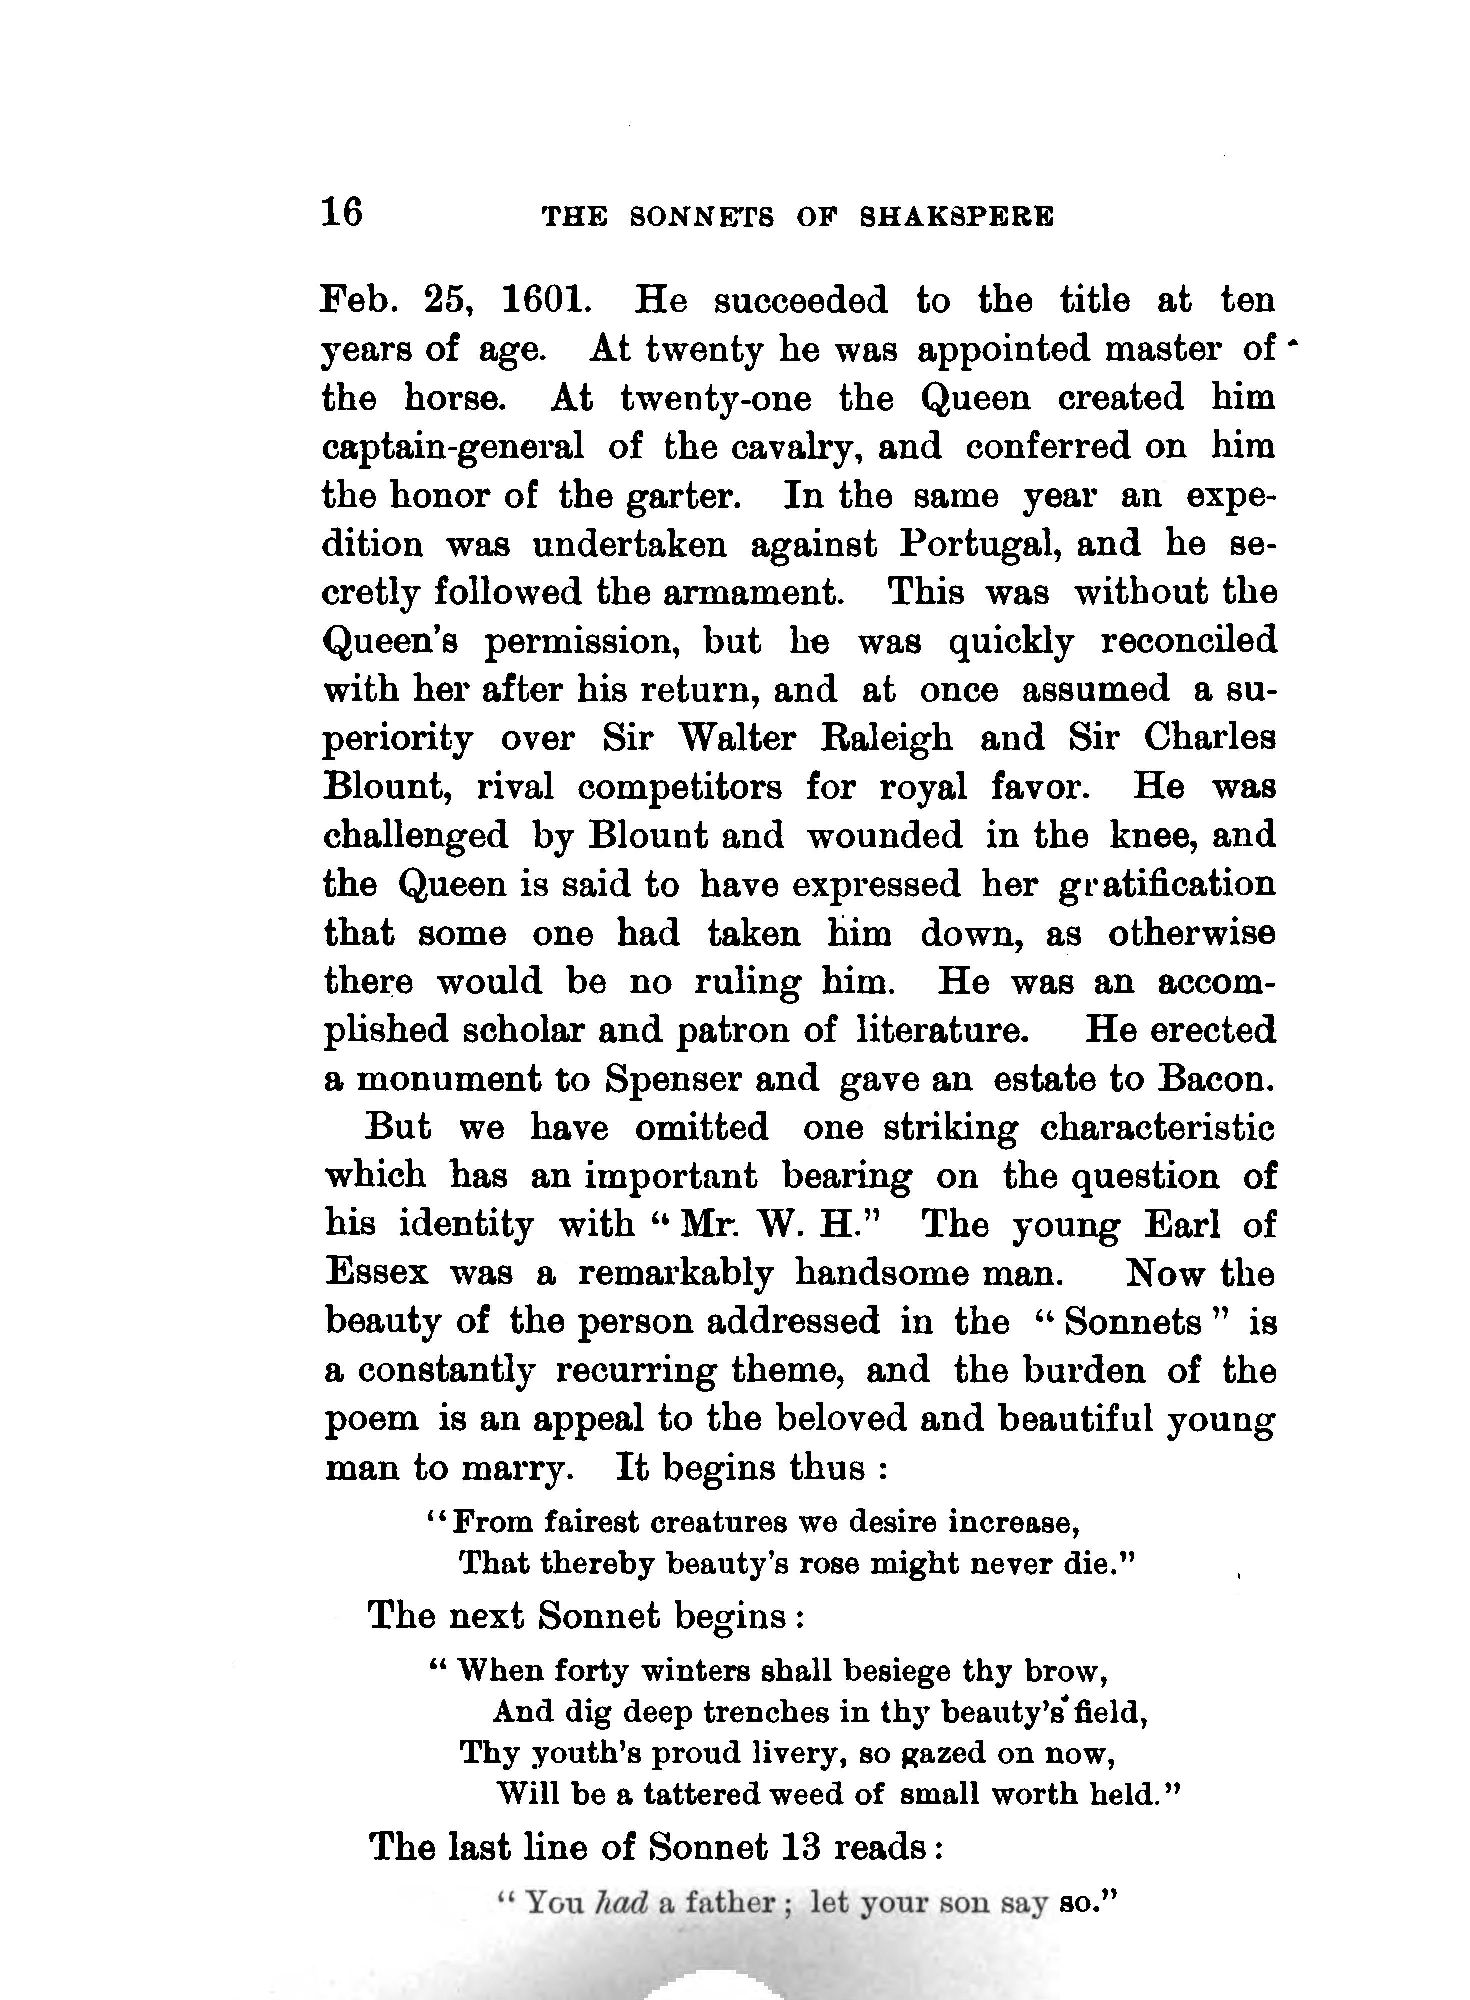 16 THE SONNETS OF SHAKSPERE
Feb. 25, 1601. He succeeded to the title at ten
years of age. At twenty he was appointed master of
the horse. At twenty-one the Queen created him
captain-general of the cavalry, and conferred on him
the honor of the garter. In the same year an expe-
dition was undertaken against Portugal, and he se-
cretly followed the armament. This was without the
Queen's permission, but he was quickly reconciled
with her after his return, and at once assumed a su-
periority over Sir Walter Raleigh and Sir Charles
Blount, rival competitors for royal favor. He was
challenged by Blount and wounded in the knee, and
the Queen is said to have expressed her gratification
that some one had taken him down, as otherwise
there would be no ruling him. He was an accom-
plished scholar and patron of literature. He erected
a monument to Spenser and gave an estate to Bacon.
But we have omitted one striking characteristic
which has an important bearing on the question of
his identity with "Mr. W. H." The young Earl of
Essex was a remarkably handsome man. Now the
beauty of the person addressed in the "Sonnets" is
a constantly recurring theme, and the burden of the
poem is an appeal to the beloved and beautiful young
man to marry. It begins thus :
"From fairest creatures we desire increase,
That thereby beauty's rose might never die."
The next Sonnet begins :
"When forty winters shall besiege thy brow,
And dig deep trenches in thy beauty's field,
Thy youth's proud livery, so gazed on now,
Will be a tattered weed of small worth held."
The last line of Sonnet 13 reads :
"You had a father ; let your son say so."